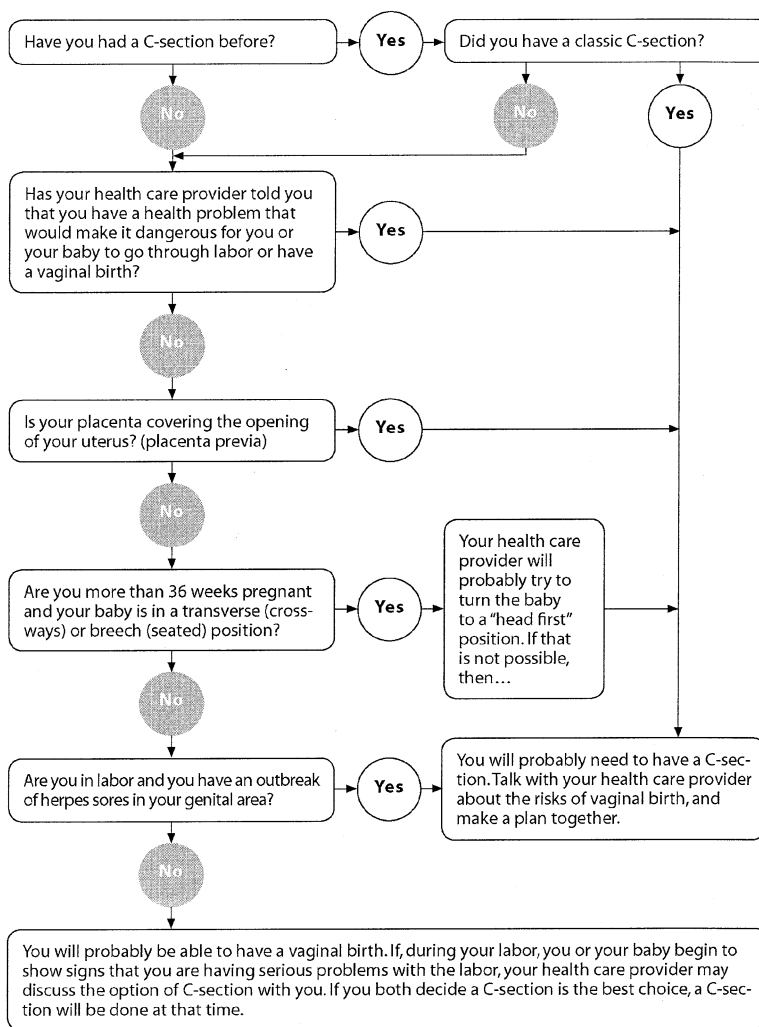 Have you had a C-section before?
Yes
Did you have a classic C-section?
No
No
Yes
Has your health care provider told you
that you have a health problem that
would make it dangerous for you or
your baby to go through labor or have
a vaginal birth?
Yes
No
Is your placenta covering the opening
of your uterus? (placenta previa)
Yes
No
Are you more than 36 weeks pregnant
and your baby is in a transverse (cross-
ways) or breech (seated) position?
Yes
Your health care
provider will
probably try to
turn the baby
to a “head first”
position. If that
is not possible,
then...
No
Are you in labor and you have an outbreak
of herpes sores in your genital area?
Yes
You will probably need to have a C-sec-
tion. Talk with your health care provider
about the risks of vaginal birth, and
make a plan together.
No
You will probably be able to have a vaginal birth. If, during your labor, you or your baby begin to
show signs that you are having serious problems with the labor, your health care provider may
discuss the option of C-section with you. If you both decide a C-section is the best choice, a C-sec-
tion will be done at that time.